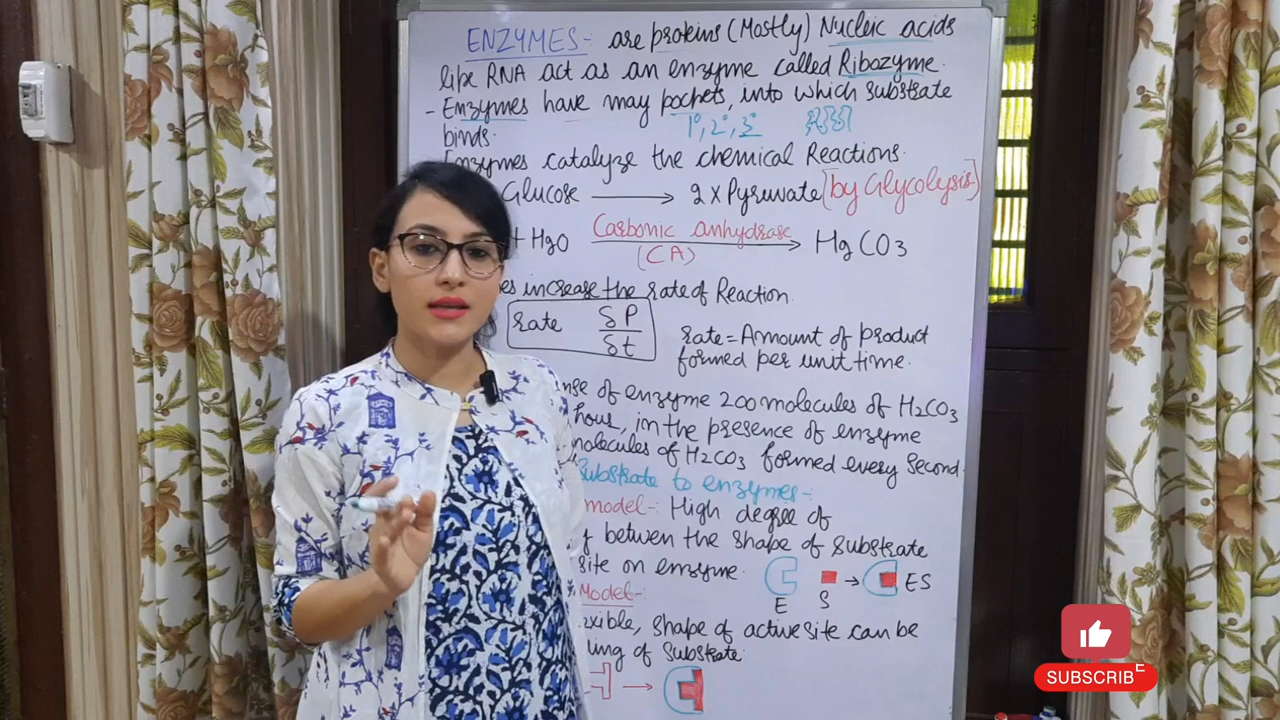 ENZYMES:- are proteins (Mostly) Nucleic acids
like RNA act as an enzyme called Ribozyme.
- Enzymes have may pockets, into which substrate
1°, 2°, 3°
binds.
Enzymes catalyze the chemical Reactions.
Glucose → 2 x Pyruvate (by Glycolysis)
+ H2O Carbonic anhydrase (CA) → H2CO3
es increase the rate of Reaction.
rate δP/δt
rate = Amount of product
formed per unit time.
nse of enzyme 200 molecules of H2CO3
hour, in the presence of enzyme
molecules of H2CO3 formed every second.
Substrate to enzymes-:
model-: High degree of
y betwen the shape of substrate
site on enzyme.
E S → ES
Model-:
exible, shape of active site can be
ding of substrate.
SUBSCRIBE